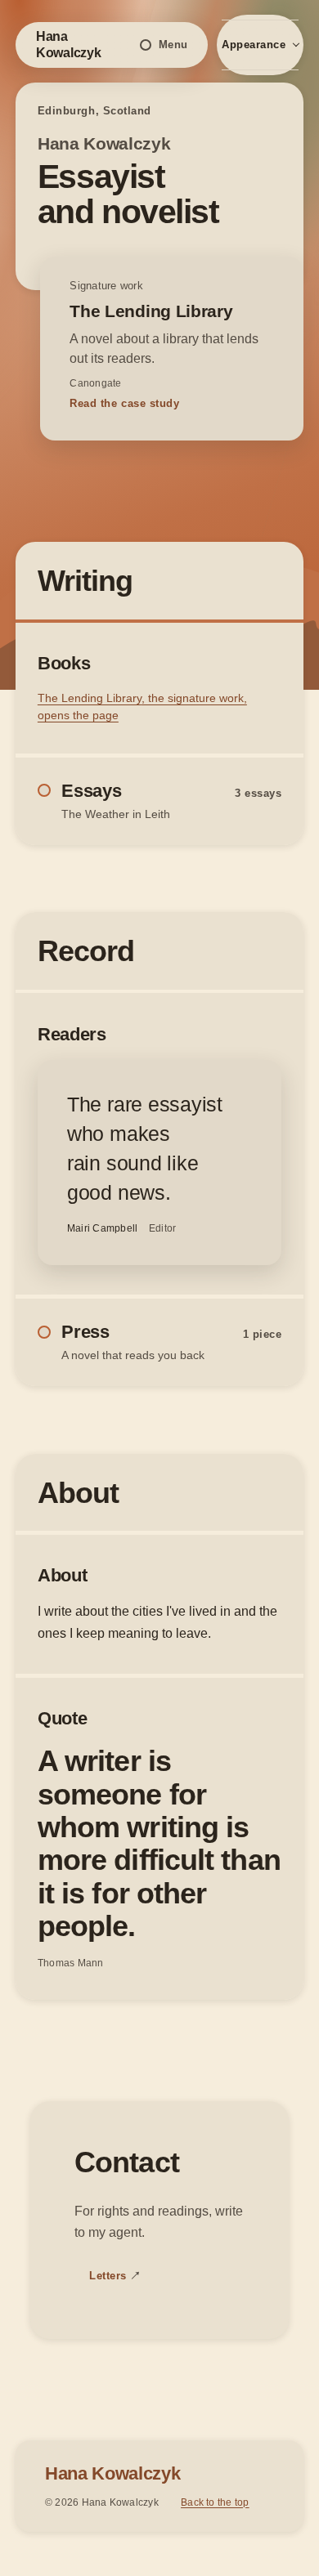 Hana
Kowalczyk
Menu
Appearance
Edinburgh, Scotland
Hana Kowalczyk
Essayist
and novelist
Signature work
The Lending Library
A novel about a library that lends
out its readers.
Canongate
Read the case study
Writing
Books
The Lending Library, the signature work,
opens the page
Essays
3 essays
The Weather in Leith
Record
Readers
The rare essayist
who makes
rain sound like
good news.
Mairi Campbell Editor
Press
1 piece
A novel that reads you back
About
About
I write about the cities I've lived in and the
ones I keep meaning to leave.
Quote
A writer is
someone for
whom writing is
more difficult than
it is for other
people.
Thomas Mann
Contact
For rights and readings, write
to my agent.
Letters ↗
Hana Kowalczyk
© 2026 Hana Kowalczyk Back to the top